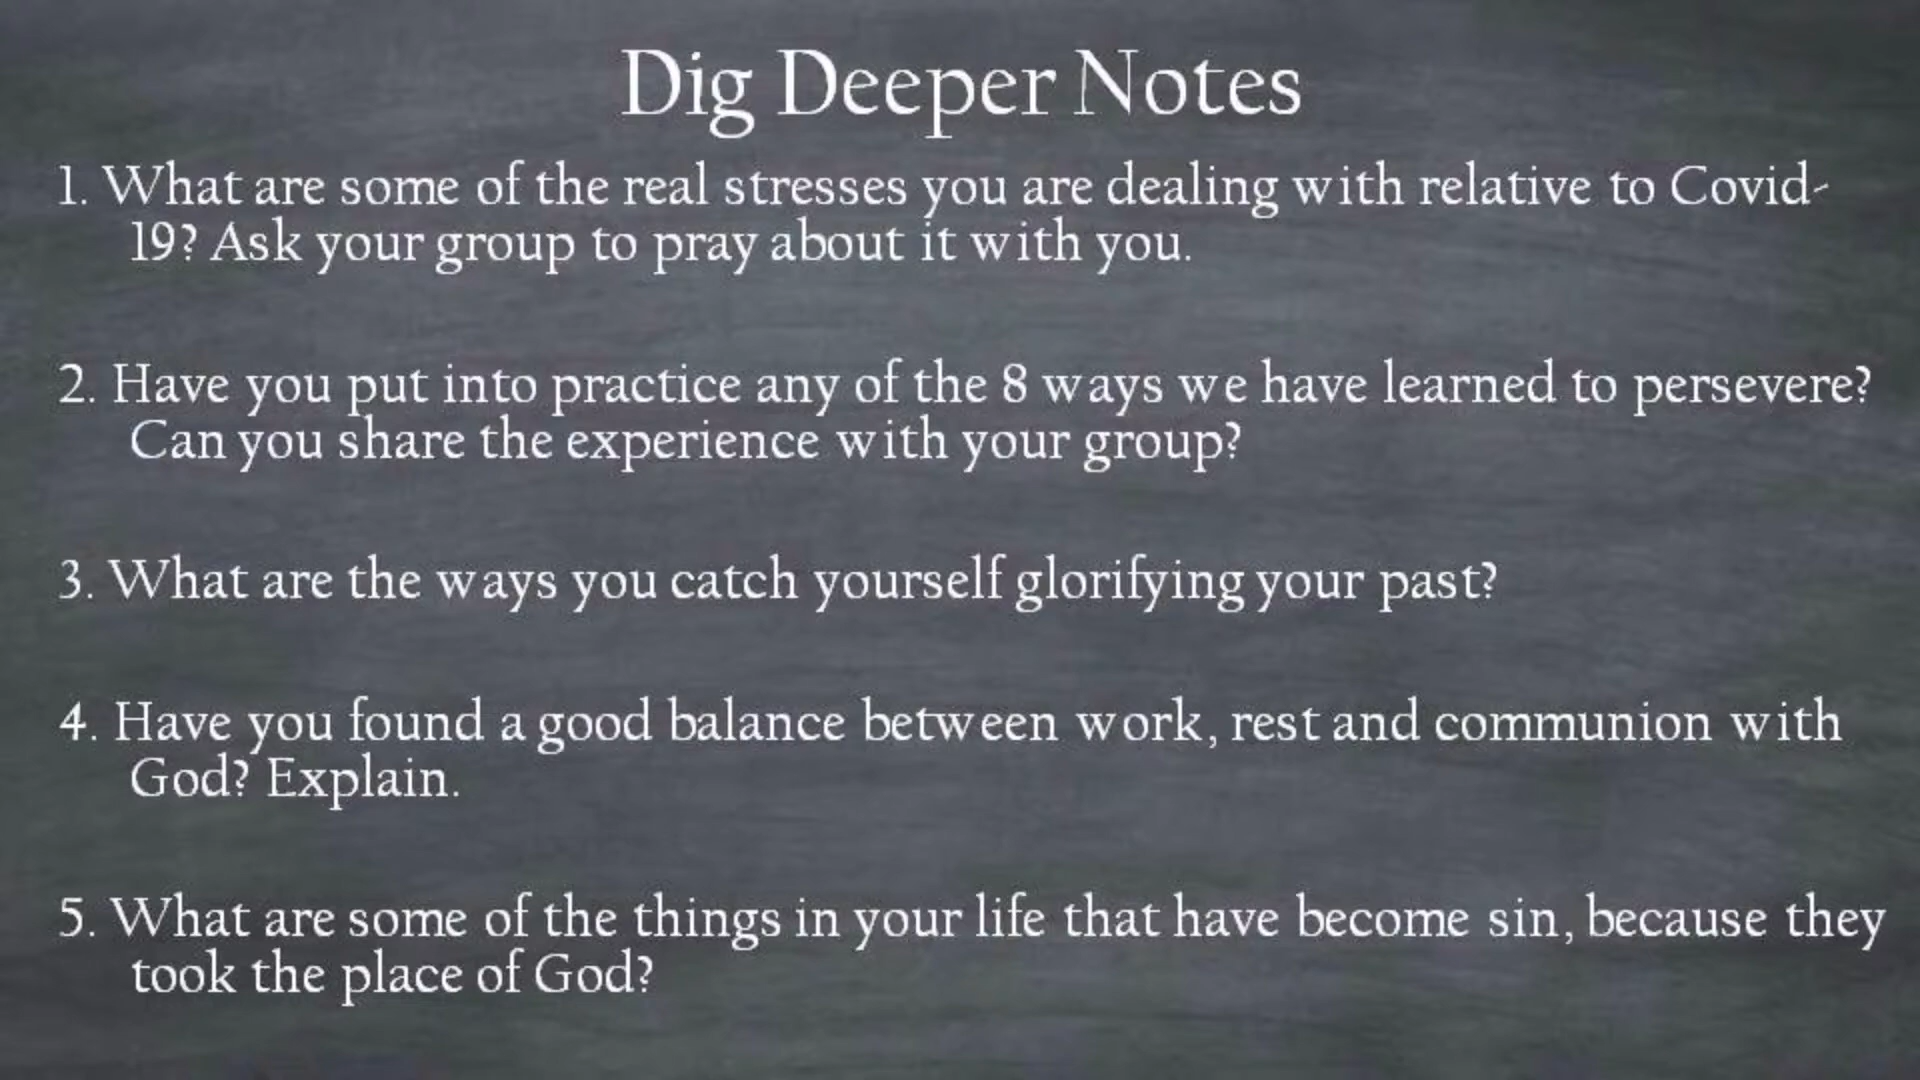 Dig Deeper Notes
1. What are some of the real stresses you are dealing with relative to Covid-
19? Ask your group to pray about it with you.
2. Have you put into practice any of the 8 ways we have learned to persevere?
Can you share the experience with your group?
3. What are the ways you catch yourself glorifying your past?
4. Have you found a good balance between work, rest and communion with
God? Explain.
5. What are some of the things in your life that have become sin, because they
took the place of God?